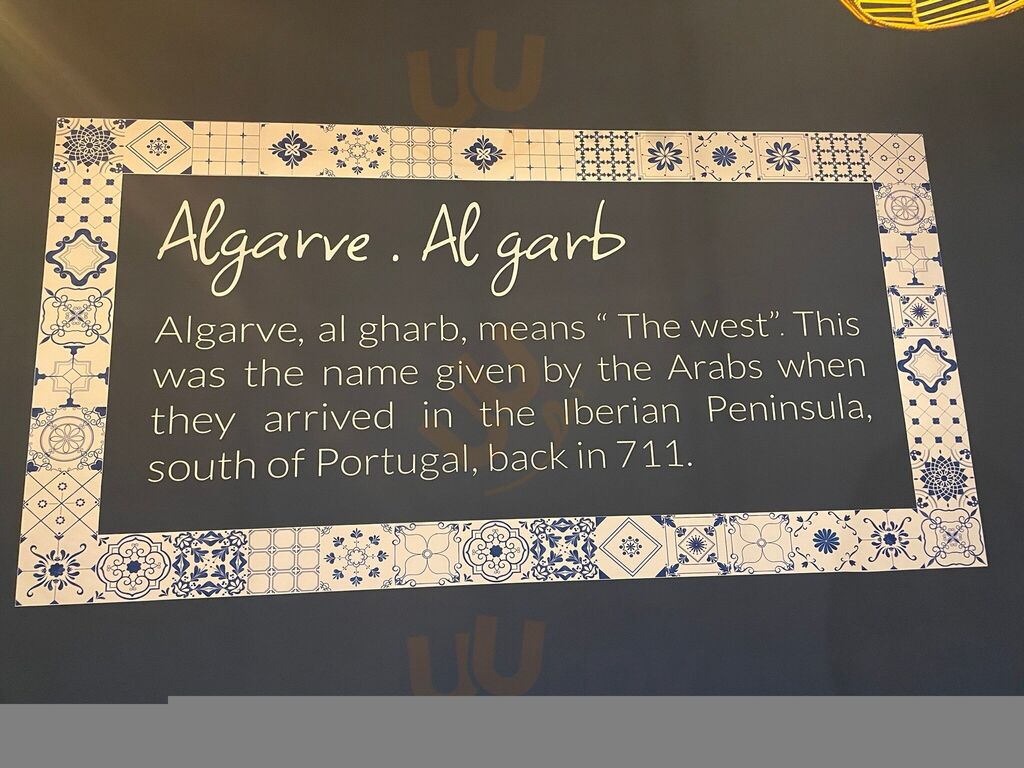 Algarve . Al garb
Algarve, al gharb, means “ The west”. This
was the name given by the Arabs when
they arrived in the Iberian Peninsula,
south of Portugal, back in 711.